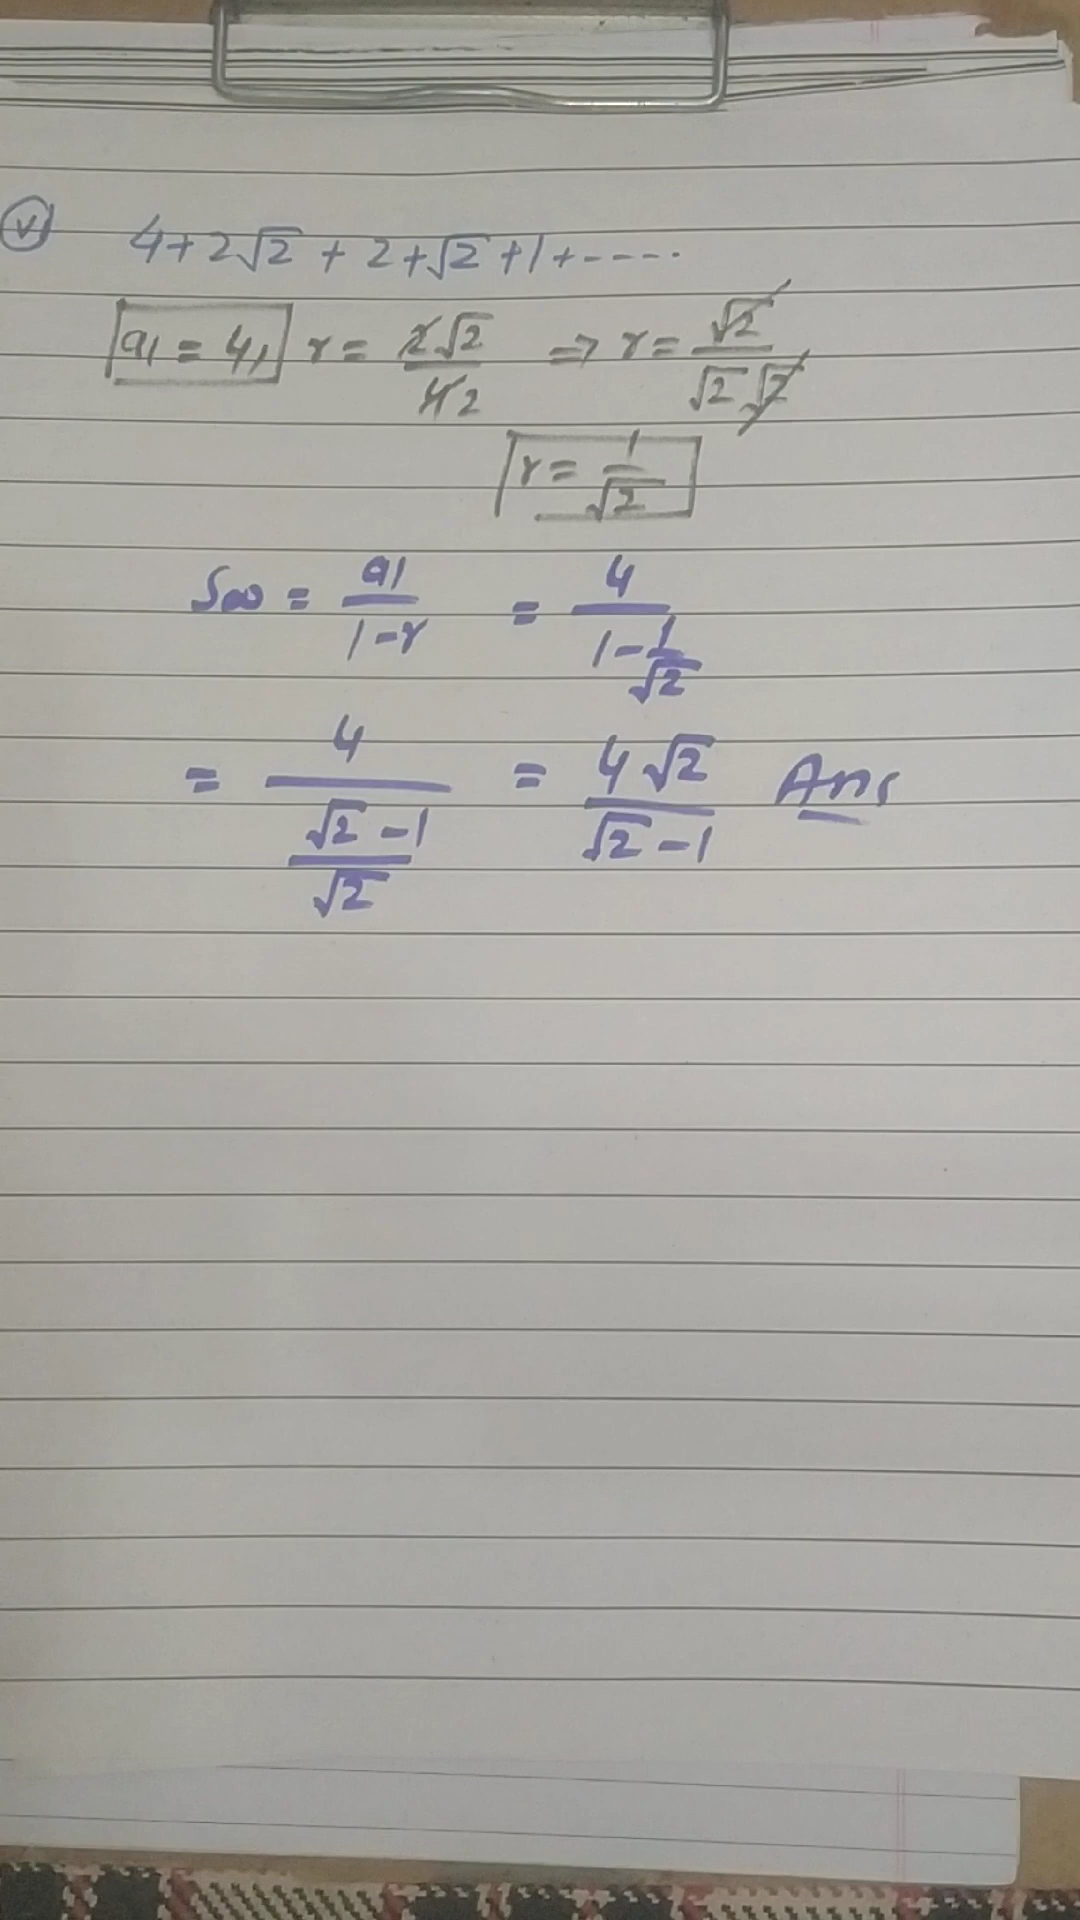 (v) 4+2√2 + 2+√2 +1+-----
a1 = 4, r = 2√2/4 2 => r = √2/√2 √2
r = 1/√2
S∞ = a1/1-r = 4/1-1/√2
= 4/√2-1/√2 = 4√2/√2-1 Ans